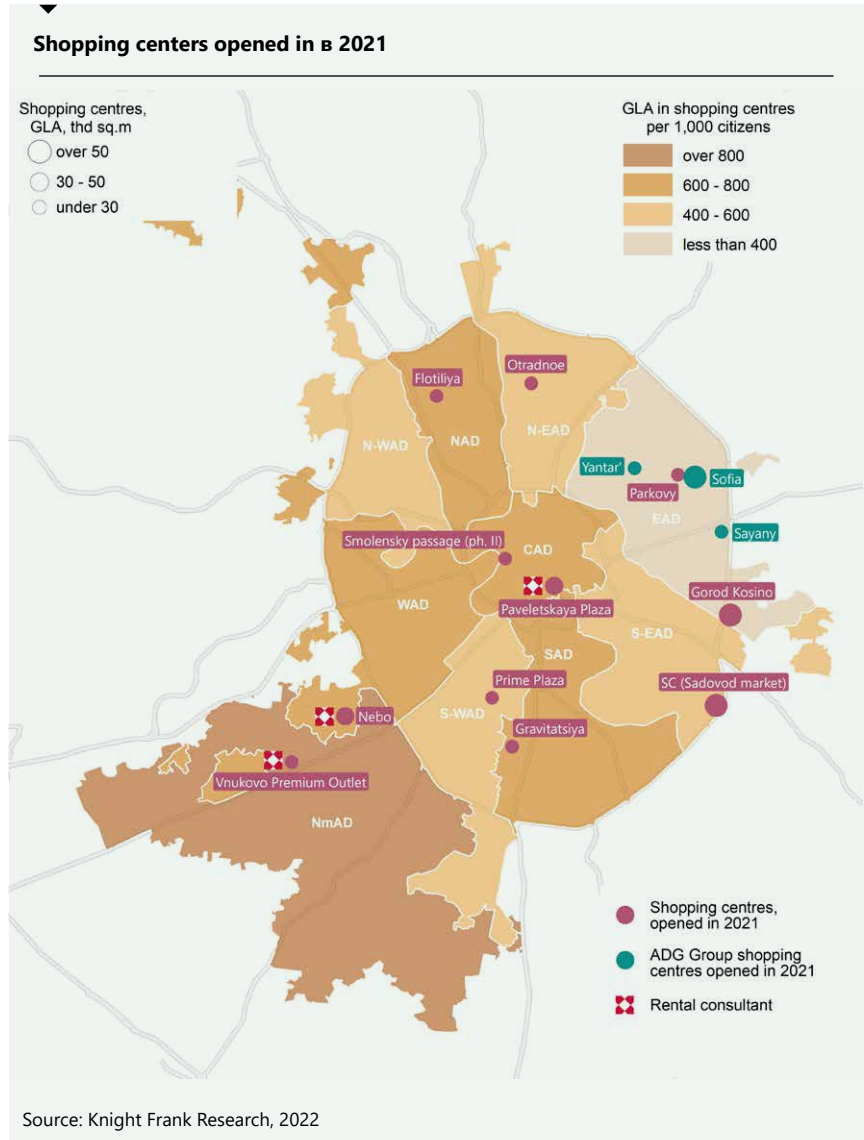 Shopping centers opened in в 2021
Shopping centres,
GLA, thd sq.m
over 50
30 - 50
under 30
GLA in shopping centres
per 1,000 citizens
over 800
600 - 800
400 - 600
less than 400
Flotiliya
Otradnoe
N-WAD
NAD
N-EAD
Yantar'
Parkovy
Sofia
EAD
Sayany
Smolensky passage (ph. II)
CAD
Paveletskaya Plaza
Gorod Kosino
WAD
S-EAD
SAD
Prime Plaza
SC (Sadovod market)
S-WAD
Nebo
Gravitatsiya
Vnukovo Premium Outlet
NmAD
Shopping centres,
opened in 2021
ADG Group shopping
centres opened in 2021
Rental consultant
Source: Knight Frank Research, 2022